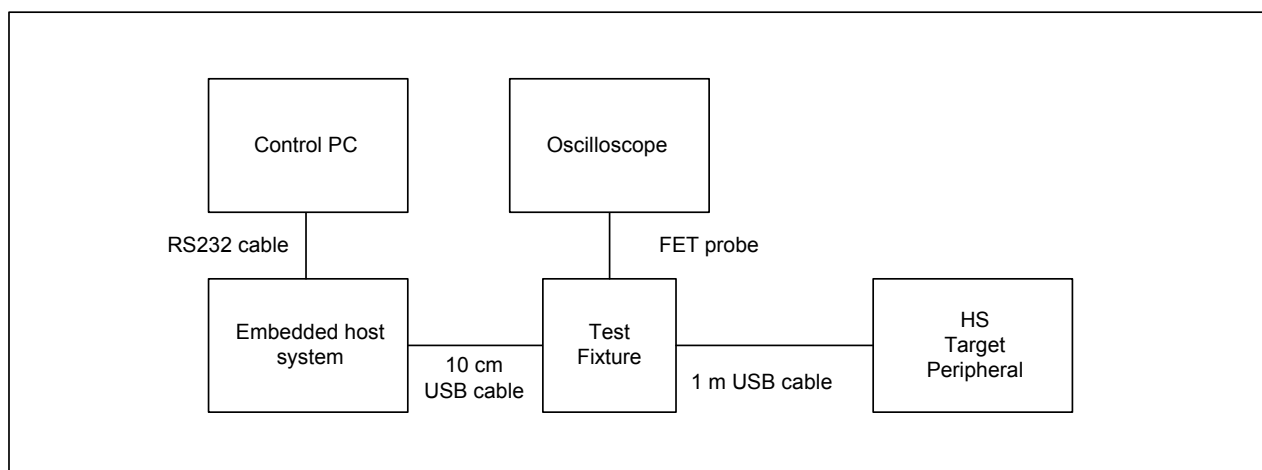 Control PC
Oscilloscope
RS232 cable
FET probe
Embedded host
system
10 cm
USB cable
Test
Fixture
1 m USB cable
HS
Target
Peripheral